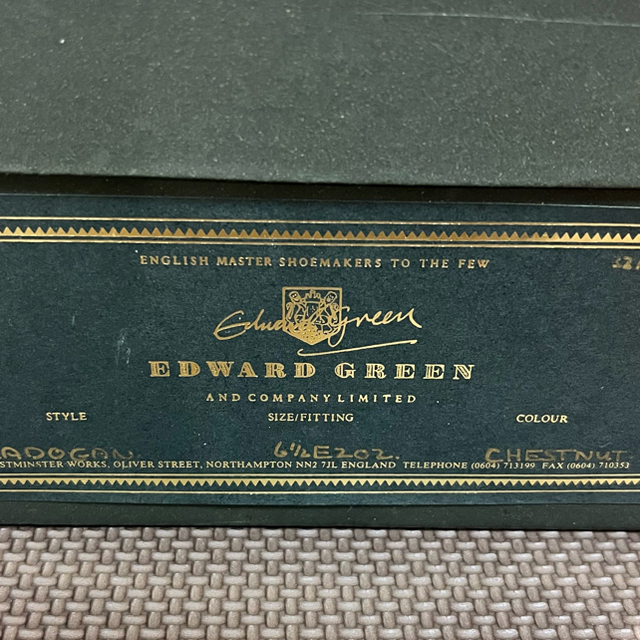 ENGLISH MASTER SHOEMAKERS TO THE FEW
Edward Green
EDWARD GREEN
AND COMPANY LIMITED
STYLE SIZE/FITTING COLOUR
ADOGAN 6½E202. CHESTNUT
STMINSTER WORKS, OLIVER STREET, NORTHAMPTON NN2 7JL ENGLAND TELEPHONE (0604) 713199 FAX (0604) 710353